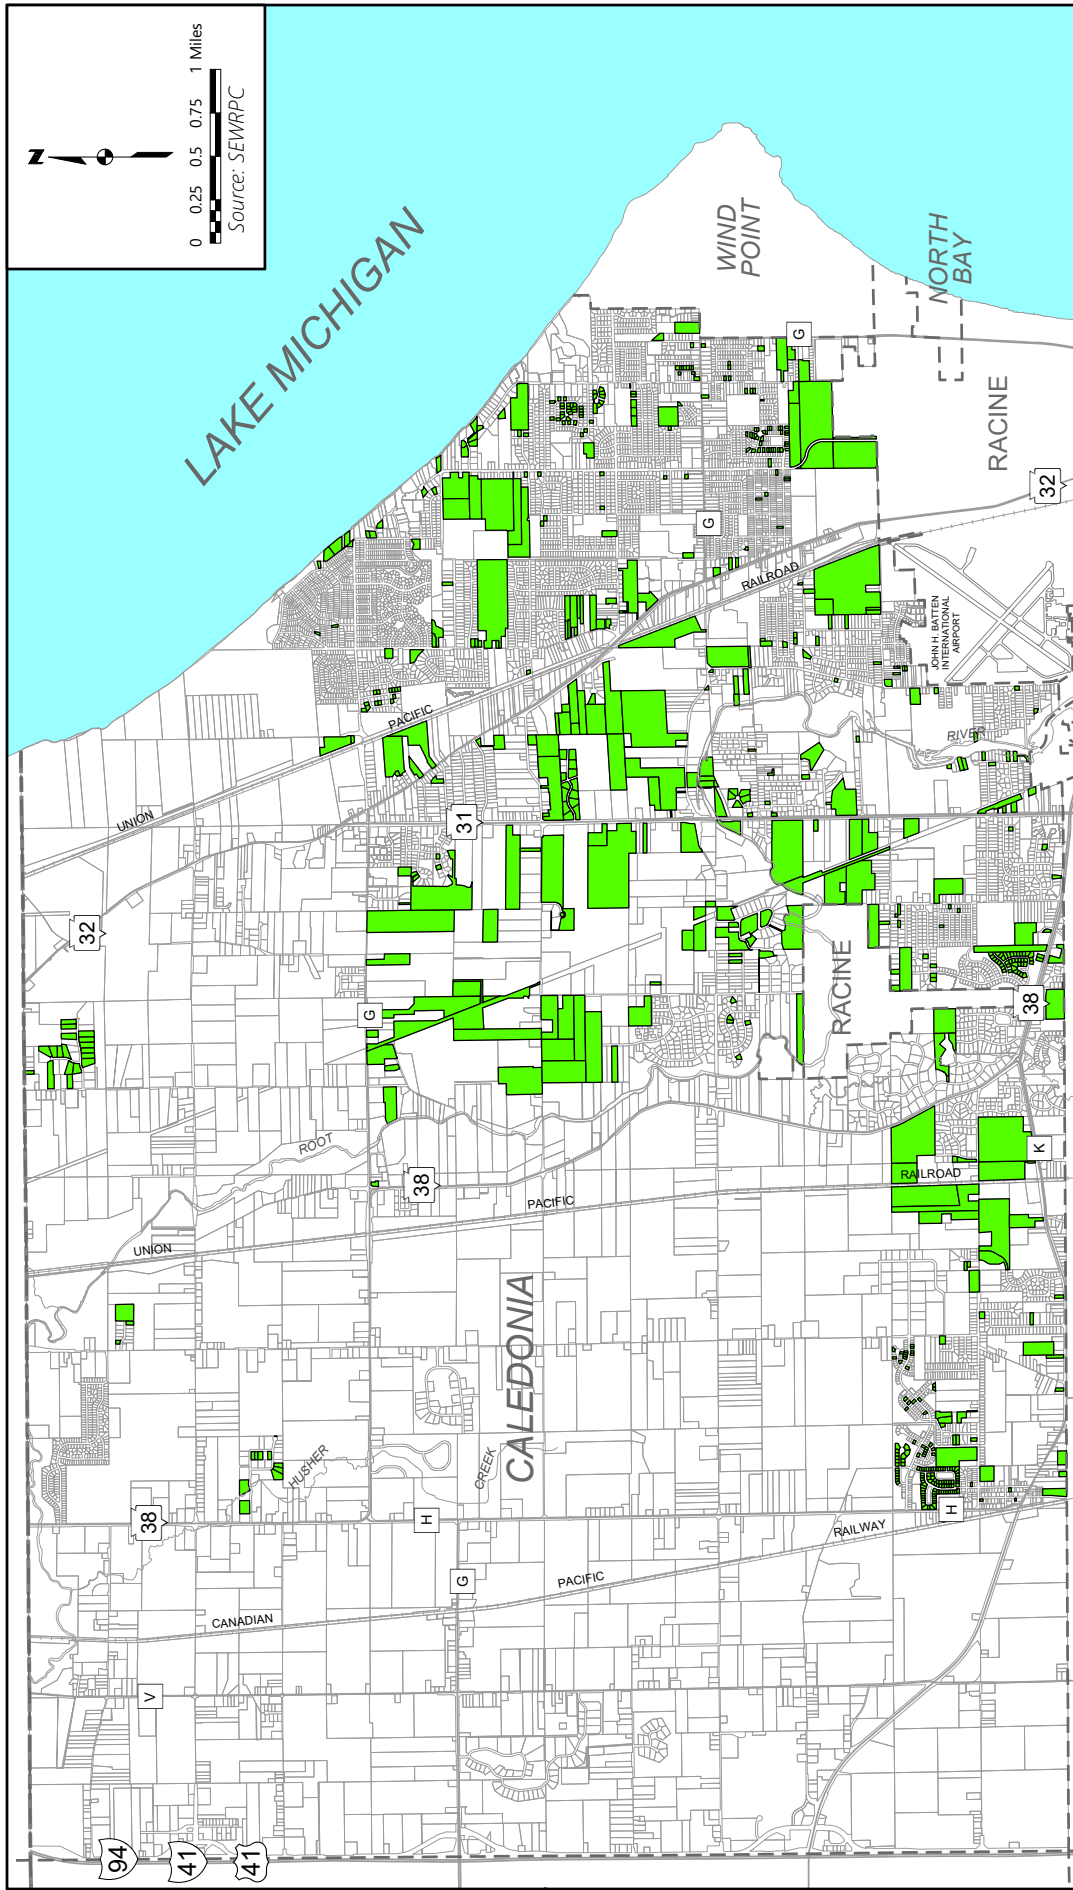 N
0 0.25 0.5 0.75 1 Miles
Source: SEWRPC
LAKE MICHIGAN
WIND
POINT
NORTH
BAY
G
RACINE
32
G
RAILROAD
JOHN H. BATTEN
INTERNATIONAL
AIRPORT
PACIFIC
RIVER
UNION
31
32
RACINE
G
38
ROOT
38
K
RAILROAD
PACIFIC
UNION
CALEDONIA
HUSHER
CREEK
38
H
H
RAILWAY
G
PACIFIC
CANADIAN
V
94
41
41